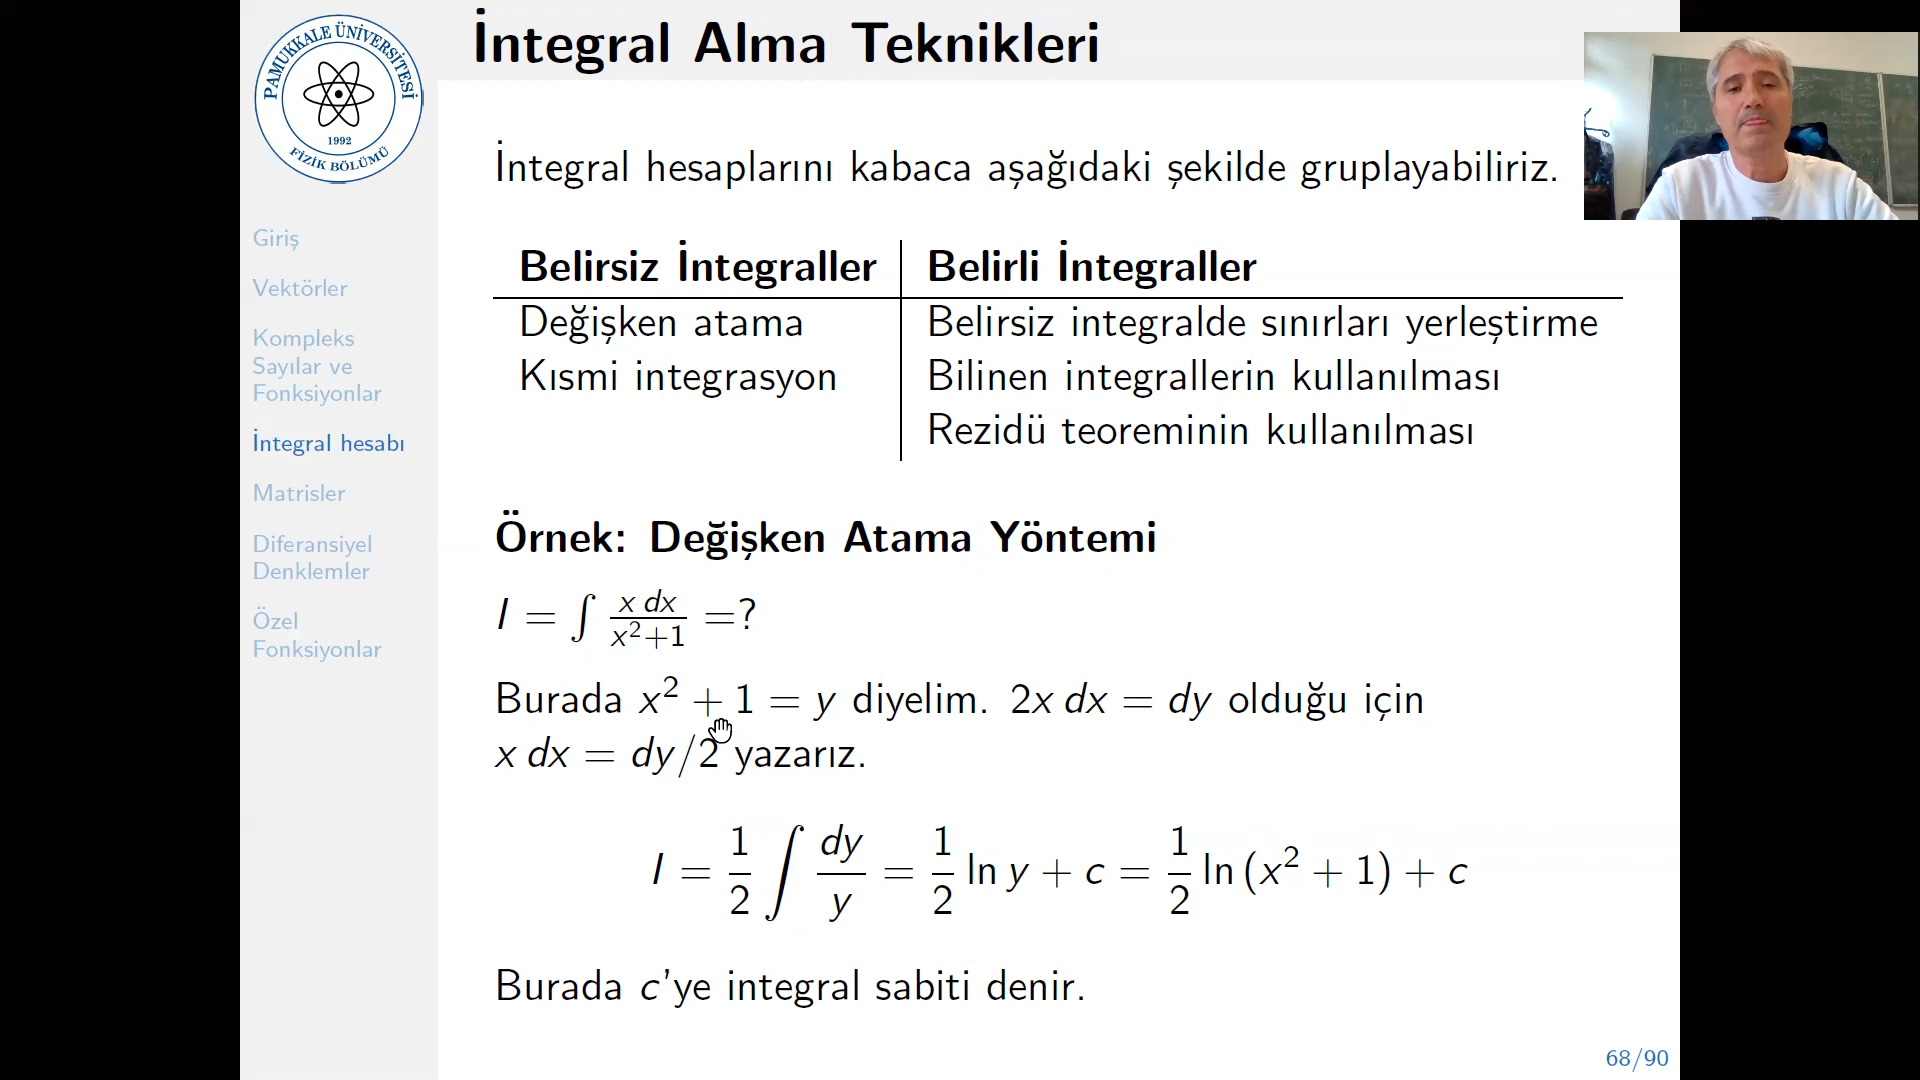 PAMUKKALE ÜNİVERSİTESİ
1992
FİZİK BÖLÜMÜ
Giriş
Vektörler
Kompleks
Sayılar ve
Fonksiyonlar
İntegral hesabı
Matrisler
Diferansiyel
Denklemler
Özel
Fonksiyonlar
İntegral Alma Teknikleri
İntegral hesaplarını kabaca aşağıdaki şekilde gruplayabiliriz.
Belirsiz İntegraller | Belirli İntegraller
Değişken atama | Belirsiz integralde sınırları yerleştirme
Kısmi integrasyon | Bilinen integrallerin kullanılması
Rezidü teoreminin kullanılması
Örnek: Değişken Atama Yöntemi
I = ∫ x dx / x² + 1 =?
Burada x² + 1 = y diyelim. 2x dx = dy olduğu için
x dx = dy/2 yazarız.
I = 1/2 ∫ dy/y = 1/2 ln y + c = 1/2 ln (x² + 1) + c
Burada c'ye integral sabiti denir.
68/90